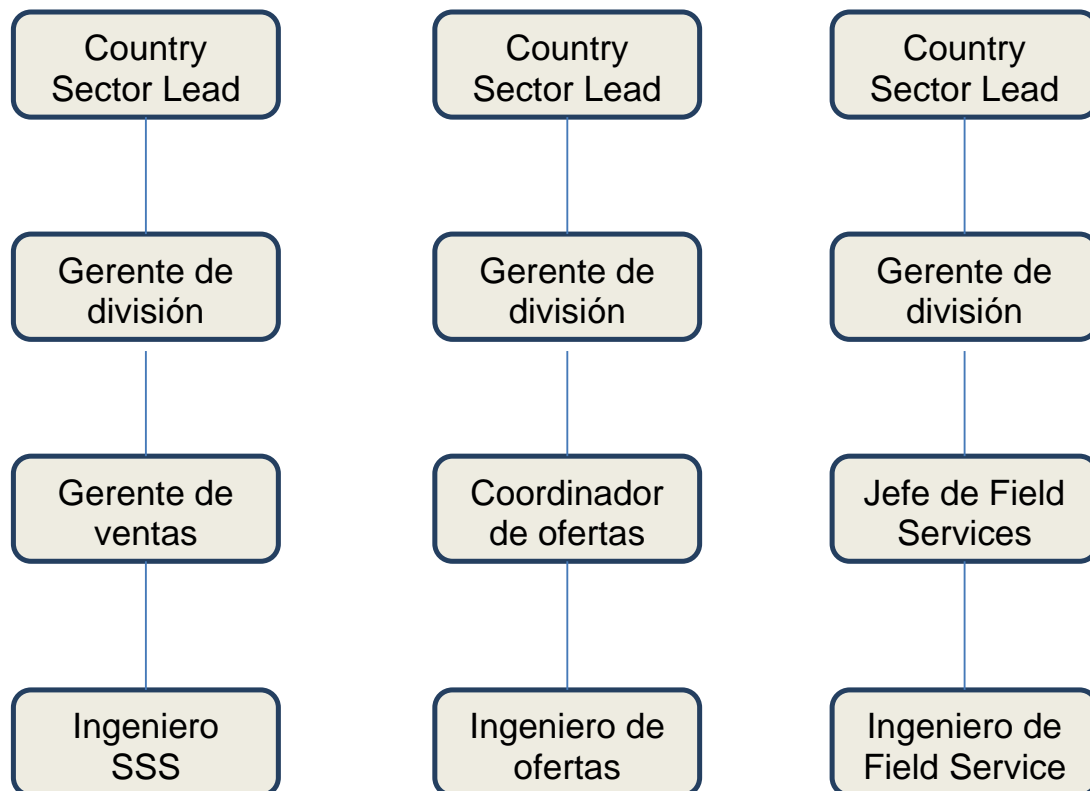 Country
Sector Lead
Country
Sector Lead
Country
Sector Lead
Gerente de
división
Gerente de
división
Gerente de
división
Gerente de
ventas
Coordinador
de ofertas
Jefe de Field
Services
Ingeniero
SSS
Ingeniero de
ofertas
Ingeniero de
Field Service